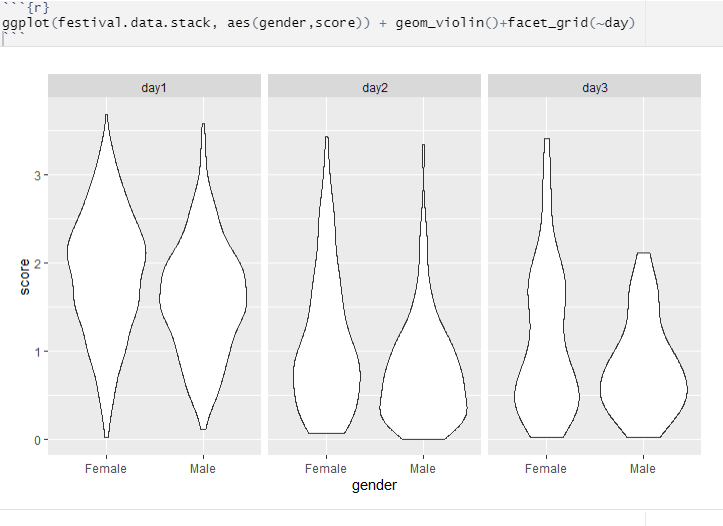 ```{r}
ggplot(festival.data.stack, aes(gender,score)) + geom_violin()+facet_grid(~day)
```
day1 day2 day3
3
2
1
0
score
Female Male Female Male Female Male
gender